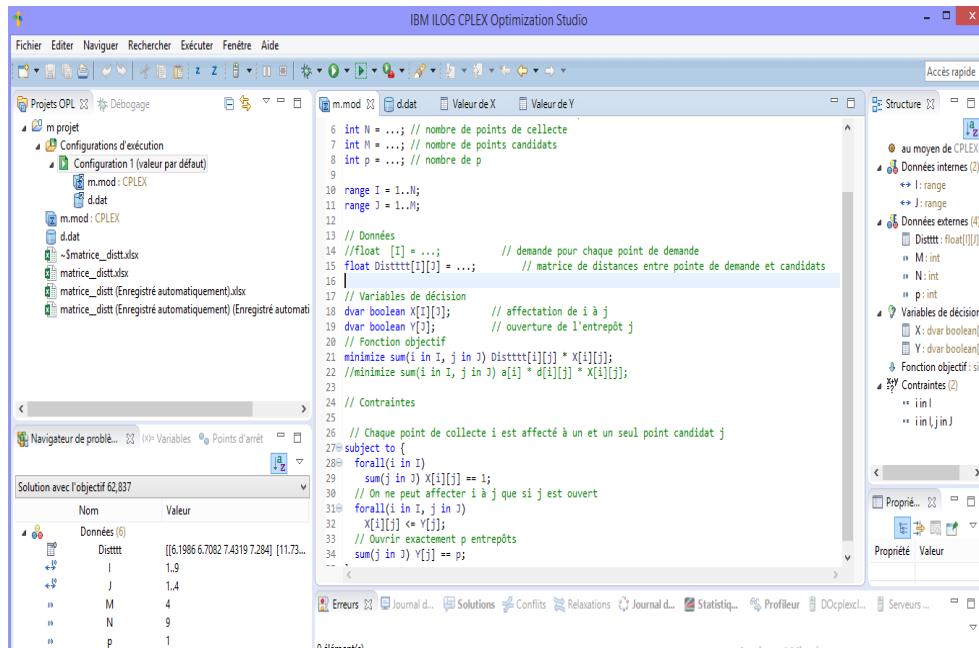 IBM ILOG CPLEX Optimization Studio
Fichier Editer Naviguer Rechercher Exécuter Fenêtre Aide
Accès rapide
Projets OPL
Débogage
m projet
Configurations d'exécution
Configuration 1 (valeur par défaut)
m.mod : CPLEX
d.dat
m.mod : CPLEX
d.dat
~$matrice__distt.xlsx
matrice_distt.xlsx
matrice_distt (Enregistré automatiquement).xlsx
matrice_distt (Enregistré automatiquement) (Enregistré automati
Navigateur de problè...
(x)= Variables
Points d'arrêt
Solution avec l'objectif 62,837
Nom Valeur
Données (6)
Disttt [[6.1986 6.7082 7.4319 7.284] [11.73...
I 1..9
J 1..4
M 4
N 9
p 1
m.mod
d.dat
Valeur de X
Valeur de Y
6 int N = ...; // nombre de points de cellecte
7 int M = ...; // nombre de points candidats
8 int p = ...; // nombre de p
9
10 range I = 1..N;
11 range J = 1..M;
12
13 // Données
14 //float [I] = ...; // demande pour chaque point de demande
15 float Distttt[I][J] = ...; // matrice de distances entre pointe de demande et candidats
16
17 // Variables de décision
18 dvar boolean X[I][J]; // affectation de i à j
19 dvar boolean Y[J]; // ouverture de l'entrepôt j
20 // Fonction objectif
21 minimize sum(i in I, j in J) Distttt[i][j] * X[i][j];
22 //minimize sum(i in I, j in J) a[i] * d[i][j] * X[i][j];
23
24 // Contraintes
25
26 // Chaque point de collecte i est affecté à un et un seul point candidat j
27 subject to {
28 forall(i in I)
29 sum(j in J) X[i][j] == 1;
30 // On ne peut affecter i à j que si j est ouvert
31 forall(i in I, j in J)
32 X[i][j] <= Y[j];
33 // Ouvrir exactement p entrepôts
34 sum(j in J) Y[j] == p;
Erreurs
Journal d...
Solutions
Conflits
Relaxations
Journal d...
Statistiq...
Profileur
DOcplexcl...
Serveurs ...
0 élément(s)
Structure
au moyen de CPLEX
Données internes (2)
I : range
J : range
Données externes (4)
Distttt : float[I][J]
M : int
N : int
p : int
Variables de décision
X : dvar boolean[
Y : dvar boolean[
Fonction objectif : si
Contraintes (2)
i in I
i in I, j in J
Proprié...
Propriété Valeur